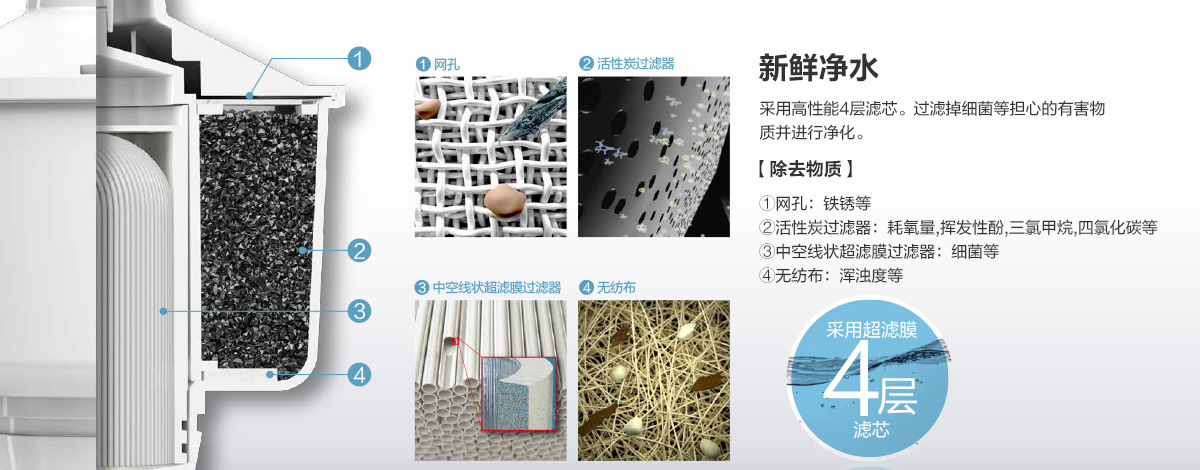 ①
②
③
④
① 网孔
② 活性炭过滤器
③ 中空线状超滤膜过滤器
④ 无纺布
新鲜净水
采用高性能4层滤芯。过滤掉细菌等担心的有害物
质并进行净化。
【 除去物质 】
①网孔：铁锈等
②活性炭过滤器：耗氧量,挥发性酚,三氯甲烷,四氯化碳等
③中空线状超滤膜过滤器：细菌等
④无纺布：浑浊度等
采用超滤膜
4层
滤芯